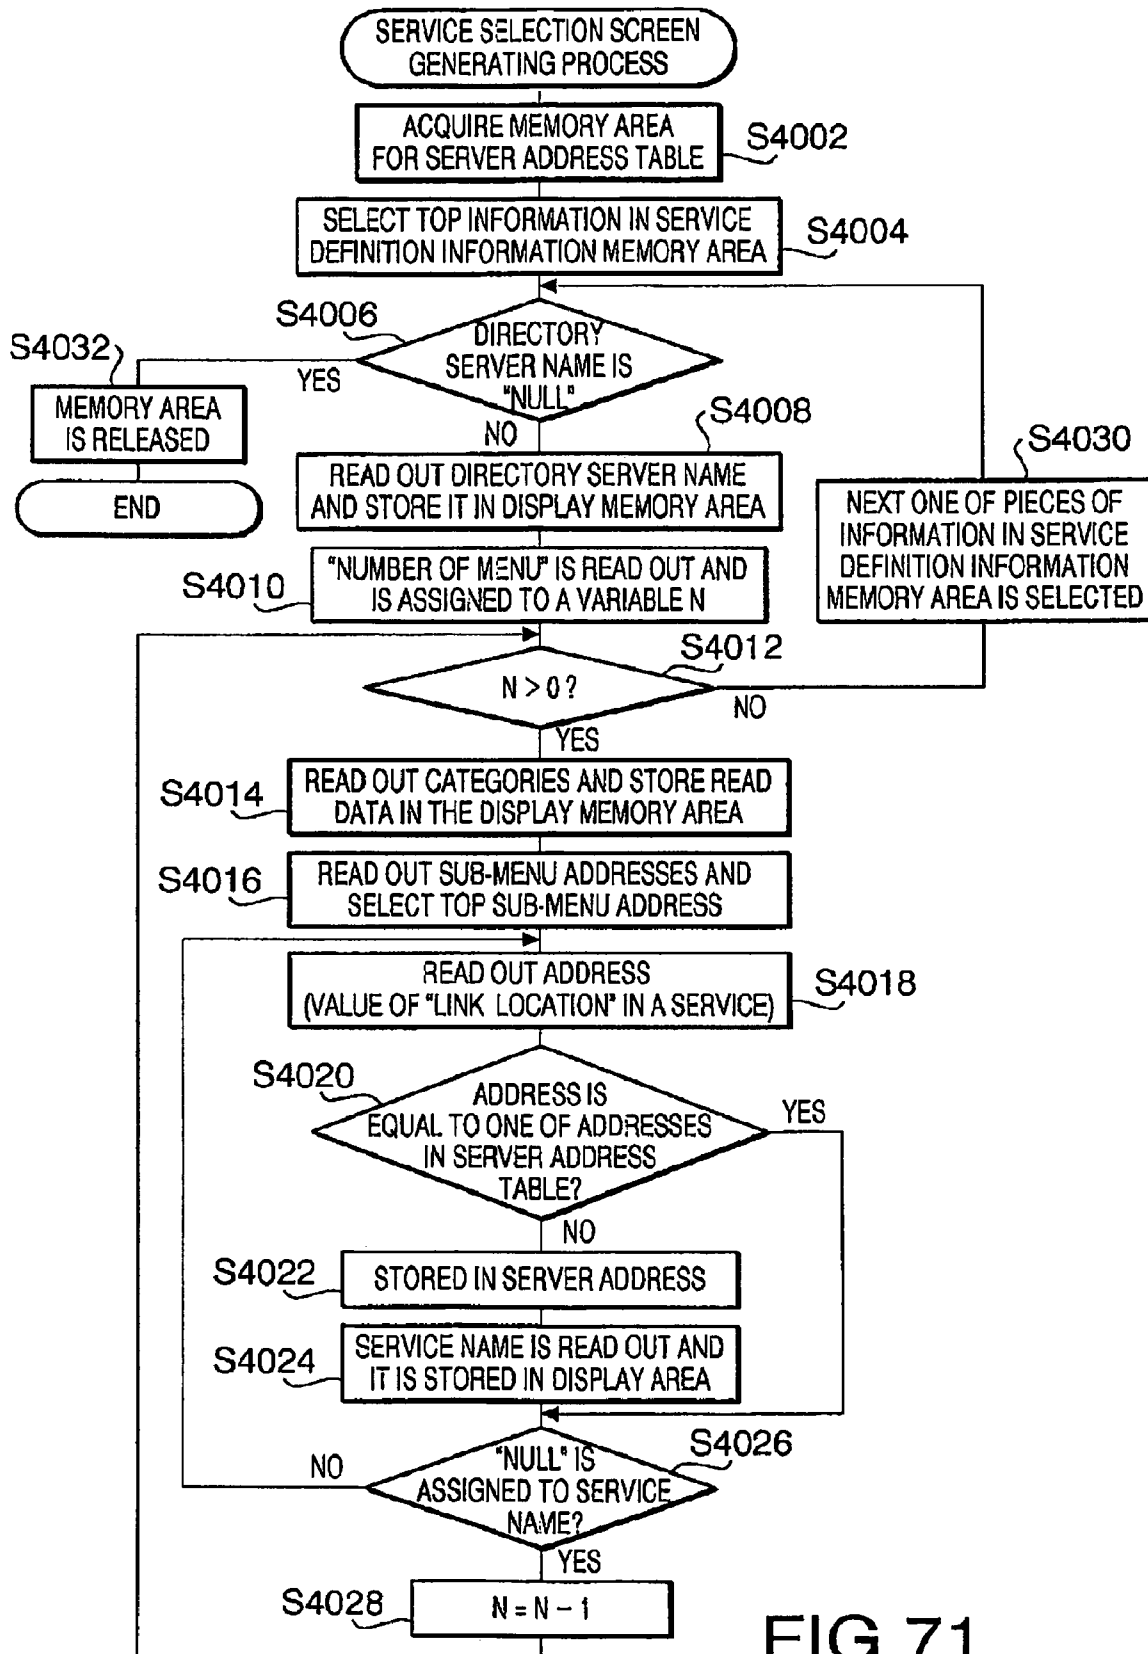 SERVICE SELECTION SCREEN
GENERATING PROCESS
ACQUIRE MEMORY AREA
FOR SERVER ADDRESS TABLE
S4002
SELECT TOP INFORMATION IN SERVICE
DEFINITION INFORMATION MEMORY AREA
S4004
S4006
DIRECTORY
SERVER NAME IS
"NULL"
YES
NO
S4032
MEMORY AREA
IS RELEASED
END
S4008
READ OUT DIRECTORY SERVER NAME
AND STORE IT IN DISPLAY MEMORY AREA
S4030
NEXT ONE OF PIECES OF
INFORMATION IN SERVICE
DEFINITION INFORMATION
MEMORY AREA IS SELECTED
S4010
"NUMBER OF MENU" IS READ OUT AND
IS ASSIGNED TO A VARIABLE N
S4012
N > 0 ?
NO
YES
S4014
READ OUT CATEGORIES AND STORE READ
DATA IN THE DISPLAY MEMORY AREA
S4016
READ OUT SUB-MENU ADDRESSES AND
SELECT TOP SUB-MENU ADDRESS
READ OUT ADDRESS
(VALUE OF "LINK LOCATION" IN A SERVICE)
S4018
S4020
ADDRESS IS
EQUAL TO ONE OF ADDRESSES
IN SERVER ADDRESS
TABLE?
YES
NO
S4022
STORED IN SERVER ADDRESS
S4024
SERVICE NAME IS READ OUT AND
IT IS STORED IN DISPLAY AREA
S4026
"NULL" IS
ASSIGNED TO SERVICE
NAME?
NO
YES
S4028
N = N - 1
FIG. 71